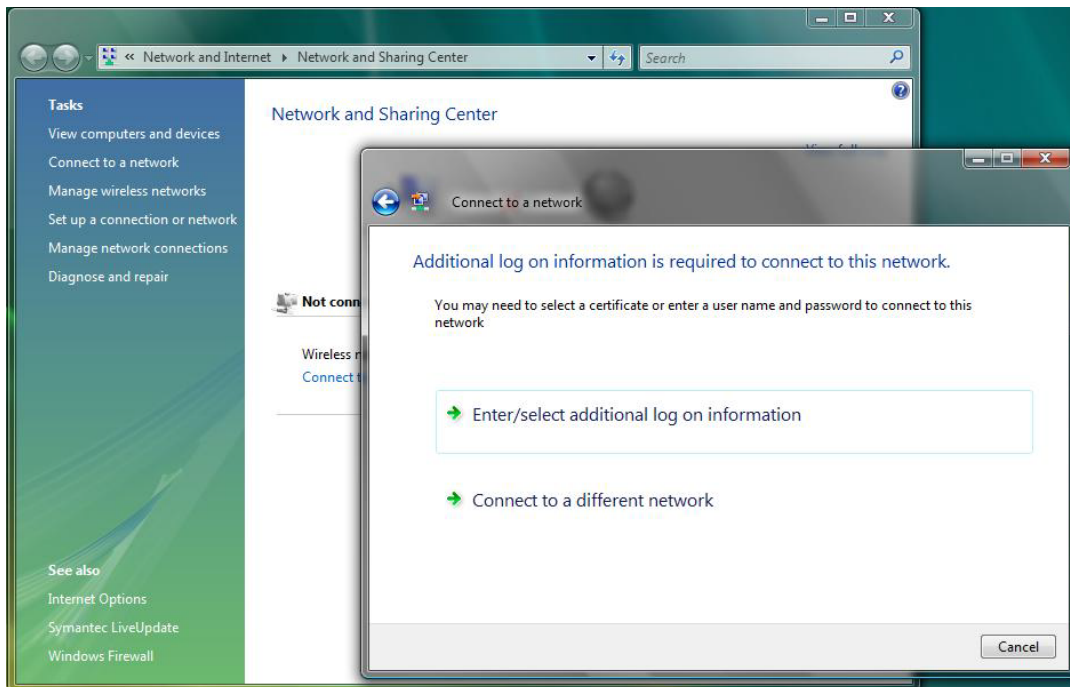 « Network and Internet ▸ Network and Sharing Center
Search
Tasks
View computers and devices
Connect to a network
Manage wireless networks
Set up a connection or network
Manage network connections
Diagnose and repair
See also
Internet Options
Symantec LiveUpdate
Windows Firewall
Network and Sharing Center
Not conn
Wireless
Connect
Connect to a network
Additional log on information is required to connect to this network.
You may need to select a certificate or enter a user name and password to connect to this
network
Enter/select additional log on information
Connect to a different network
Cancel